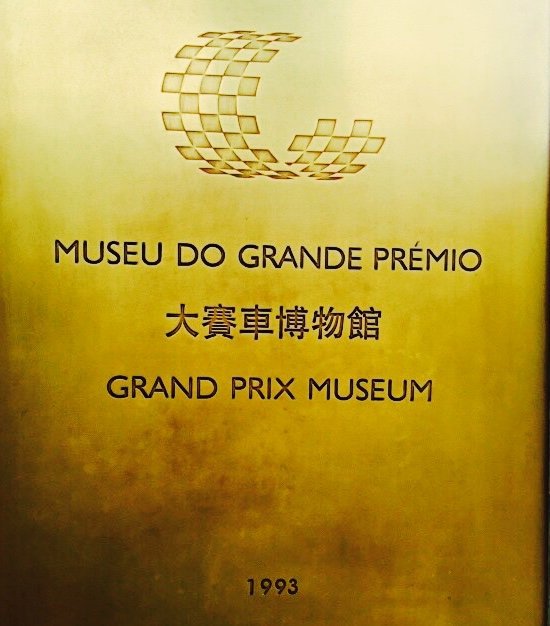 MUSEU DO GRANDE PRÉMIO
大賽車博物館
GRAND PRIX MUSEUM
1993